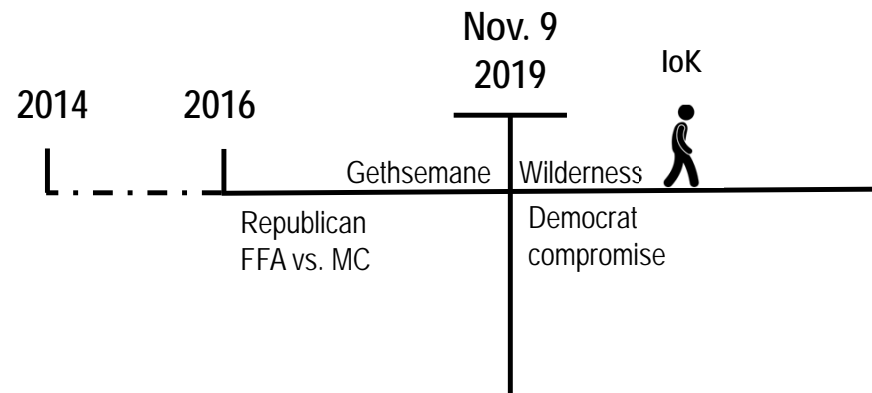 Nov. 9
2019
IoK
2014
2016
Gethsemane
Wilderness
Republican
FFA vs. MC
Democrat
compromise